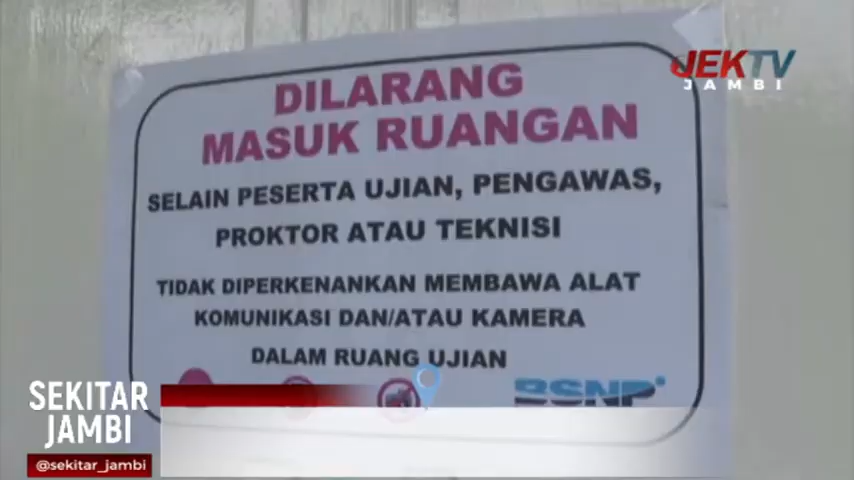 JEKTV
JAMBI
DILARANG
MASUK RUANGAN
SELAIN PESERTA UJIAN, PENGAWAS,
PROKTOR ATAU TEKNISI
TIDAK DIPERKENANKAN MEMBAWA ALAT
KOMUNIKASI DAN/ATAU KAMERA
DALAM RUANG UJIAN
BSNP
SEKITAR
JAMBI
@sekitar_jambi